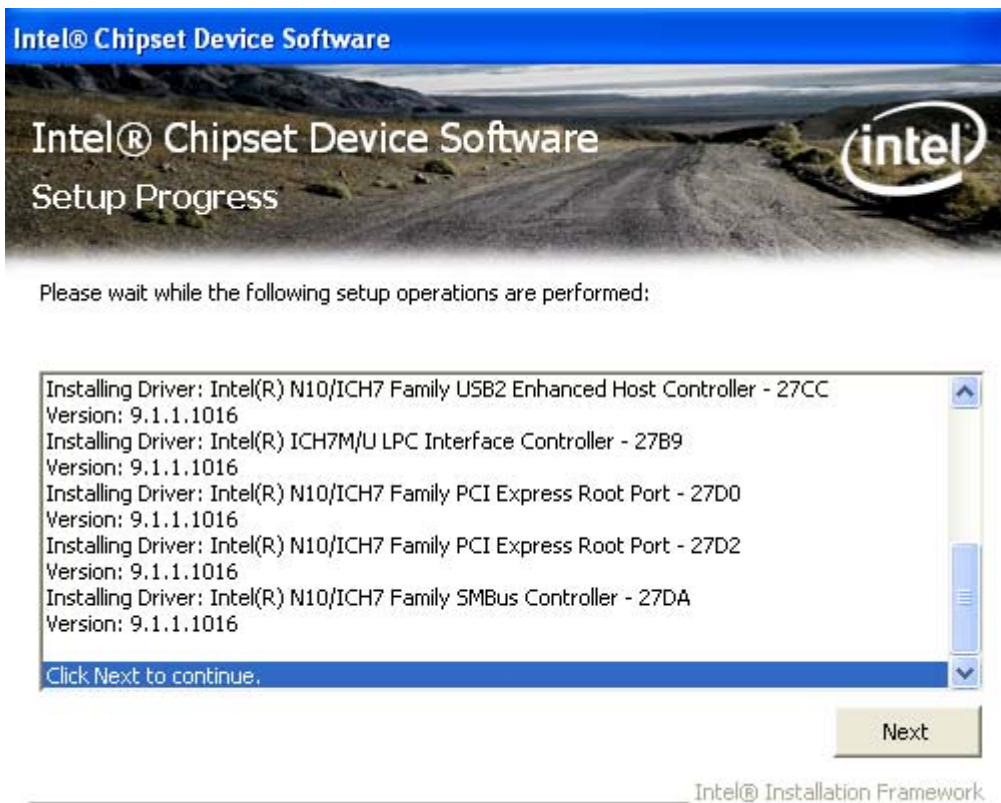 Intel® Chipset Device Software
Intel® Chipset Device Software
intel
Setup Progress
Please wait while the following setup operations are performed:
Installing Driver: Intel(R) N10/ICH7 Family USB2 Enhanced Host Controller - 27CC
Version: 9.1.1.1016
Installing Driver: Intel(R) ICH7M/U LPC Interface Controller - 27B9
Version: 9.1.1.1016
Installing Driver: Intel(R) N10/ICH7 Family PCI Express Root Port - 27D0
Version: 9.1.1.1016
Installing Driver: Intel(R) N10/ICH7 Family PCI Express Root Port - 27D2
Version: 9.1.1.1016
Installing Driver: Intel(R) N10/ICH7 Family SMBus Controller - 27DA
Version: 9.1.1.1016
Click Next to continue.
Next
Intel® Installation Framework